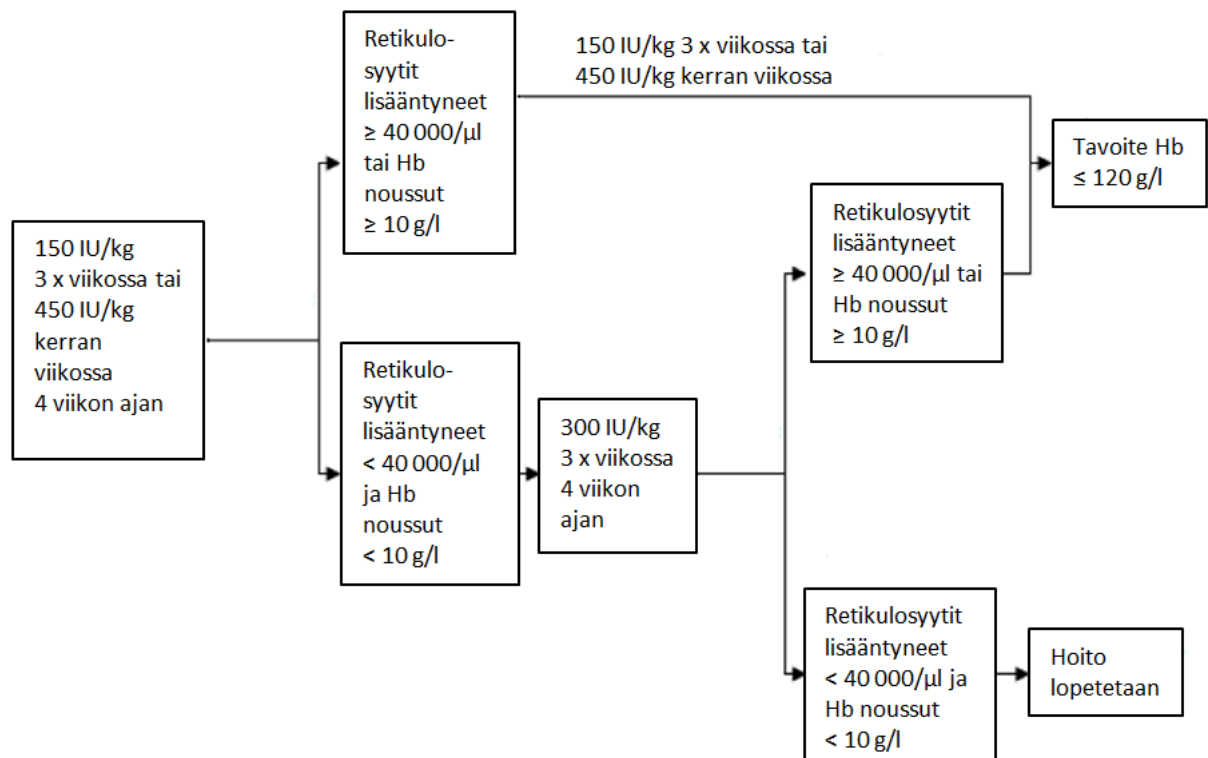 150 IU/kg
3 x viikossa tai
450 IU/kg
kerran
viikossa
4 viikon ajan
Retikulo-
syytit
lisääntyneet
≥ 40 000/µl
tai Hb
noussut
≥ 10 g/l
150 IU/kg 3 x viikossa tai
450 IU/kg kerran viikossa
Tavoite Hb
≤ 120 g/l
Retikulo-
syytit
lisääntyneet
< 40 000/µl
ja Hb
noussut
< 10 g/l
300 IU/kg
3 x viikossa
4 viikon
ajan
Retikulosyytit
lisääntyneet
≥ 40 000/µl tai
Hb noussut
≥ 10 g/l
Retikulosyytit
lisääntyneet
< 40 000/µl ja
Hb noussut
< 10 g/l
Hoito
lopetetaan